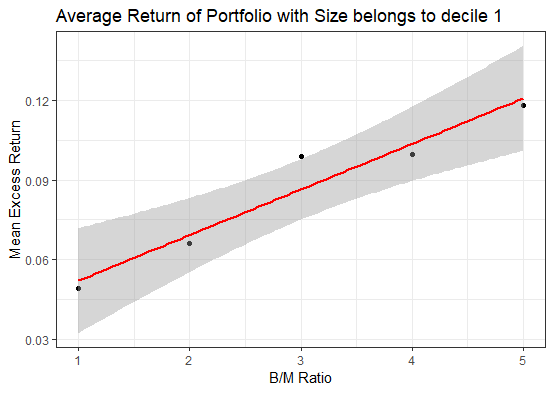 Average Return of Portfolio with Size belongs to decile 1
Mean Excess Return
0.12
0.09
0.06
0.03
1 2 3 4 5
B/M Ratio